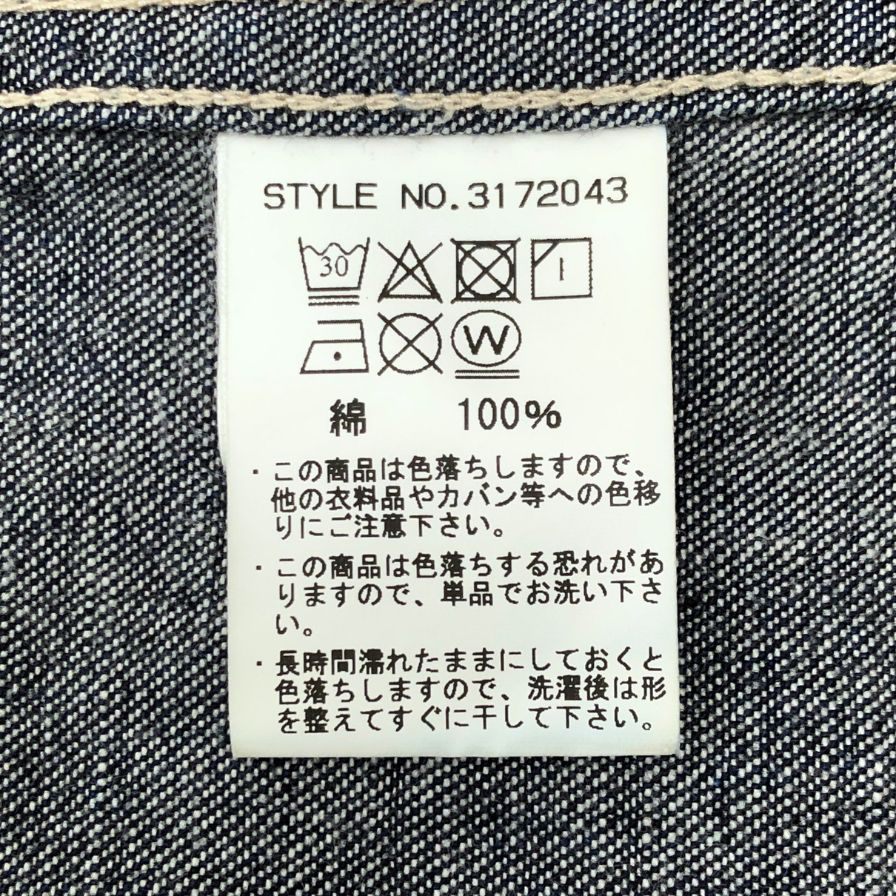 STYLE NO.3172043
30
W
綿 100%
・この商品は色落ちしますので、
他の衣料品やカバン等への色移
りにご注意下さい。
・この商品は色落ちする恐れがあ
りますので、単品でお洗い下さ
い。
・長時間濡れたままにしておくと
色落ちしますので、洗濯後は形
を整えてすぐに干して下さい。